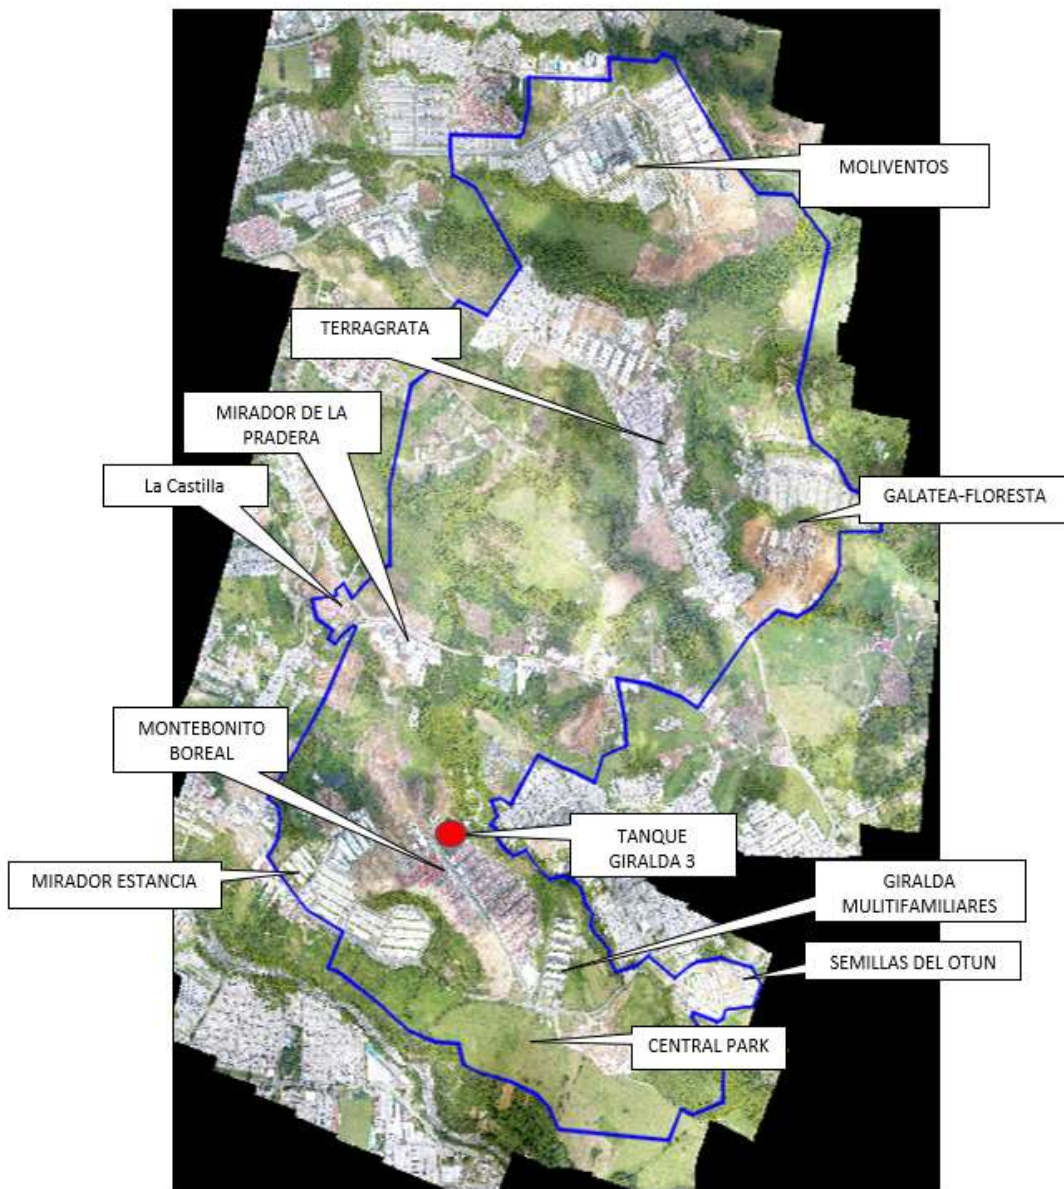 MOLIVENTOS
TERRAGRATA
MIRADOR DE LA
PRADERA
La Castilla
GALATEA-FLORESTA
MONTEBONITO
BOREAL
TANQUE
GIRALDA 3
MIRADOR ESTANCIA
GIRALDA
MULITIFAMILIARES
SEMILLAS DEL OTUN
CENTRAL PARK